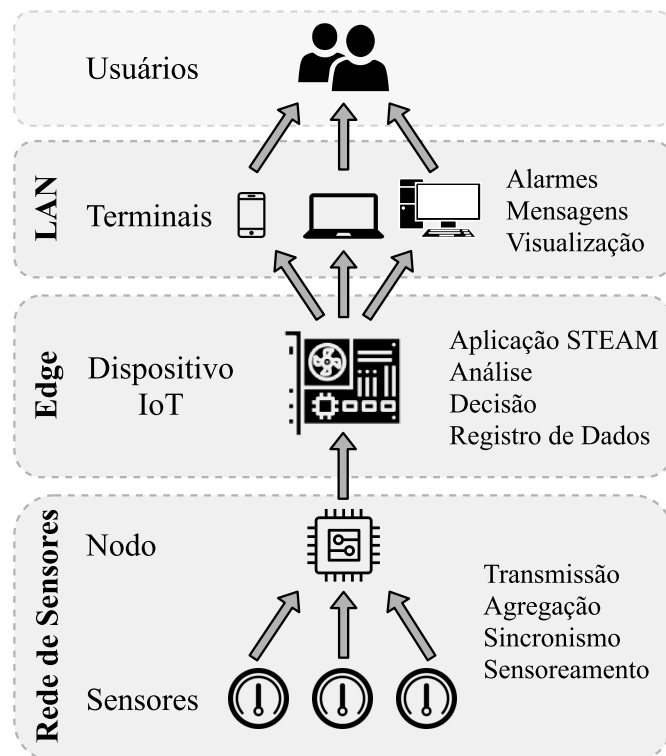 Usuários
LAN
Terminais
Alarmes
Mensagens
Visualização
Edge
Dispositivo
IoT
Aplicação STEAM
Análise
Decisão
Registro de Dados
Rede de Sensores
Nodo
Transmissão
Agregação
Sincronismo
Sensoreamento
Sensores